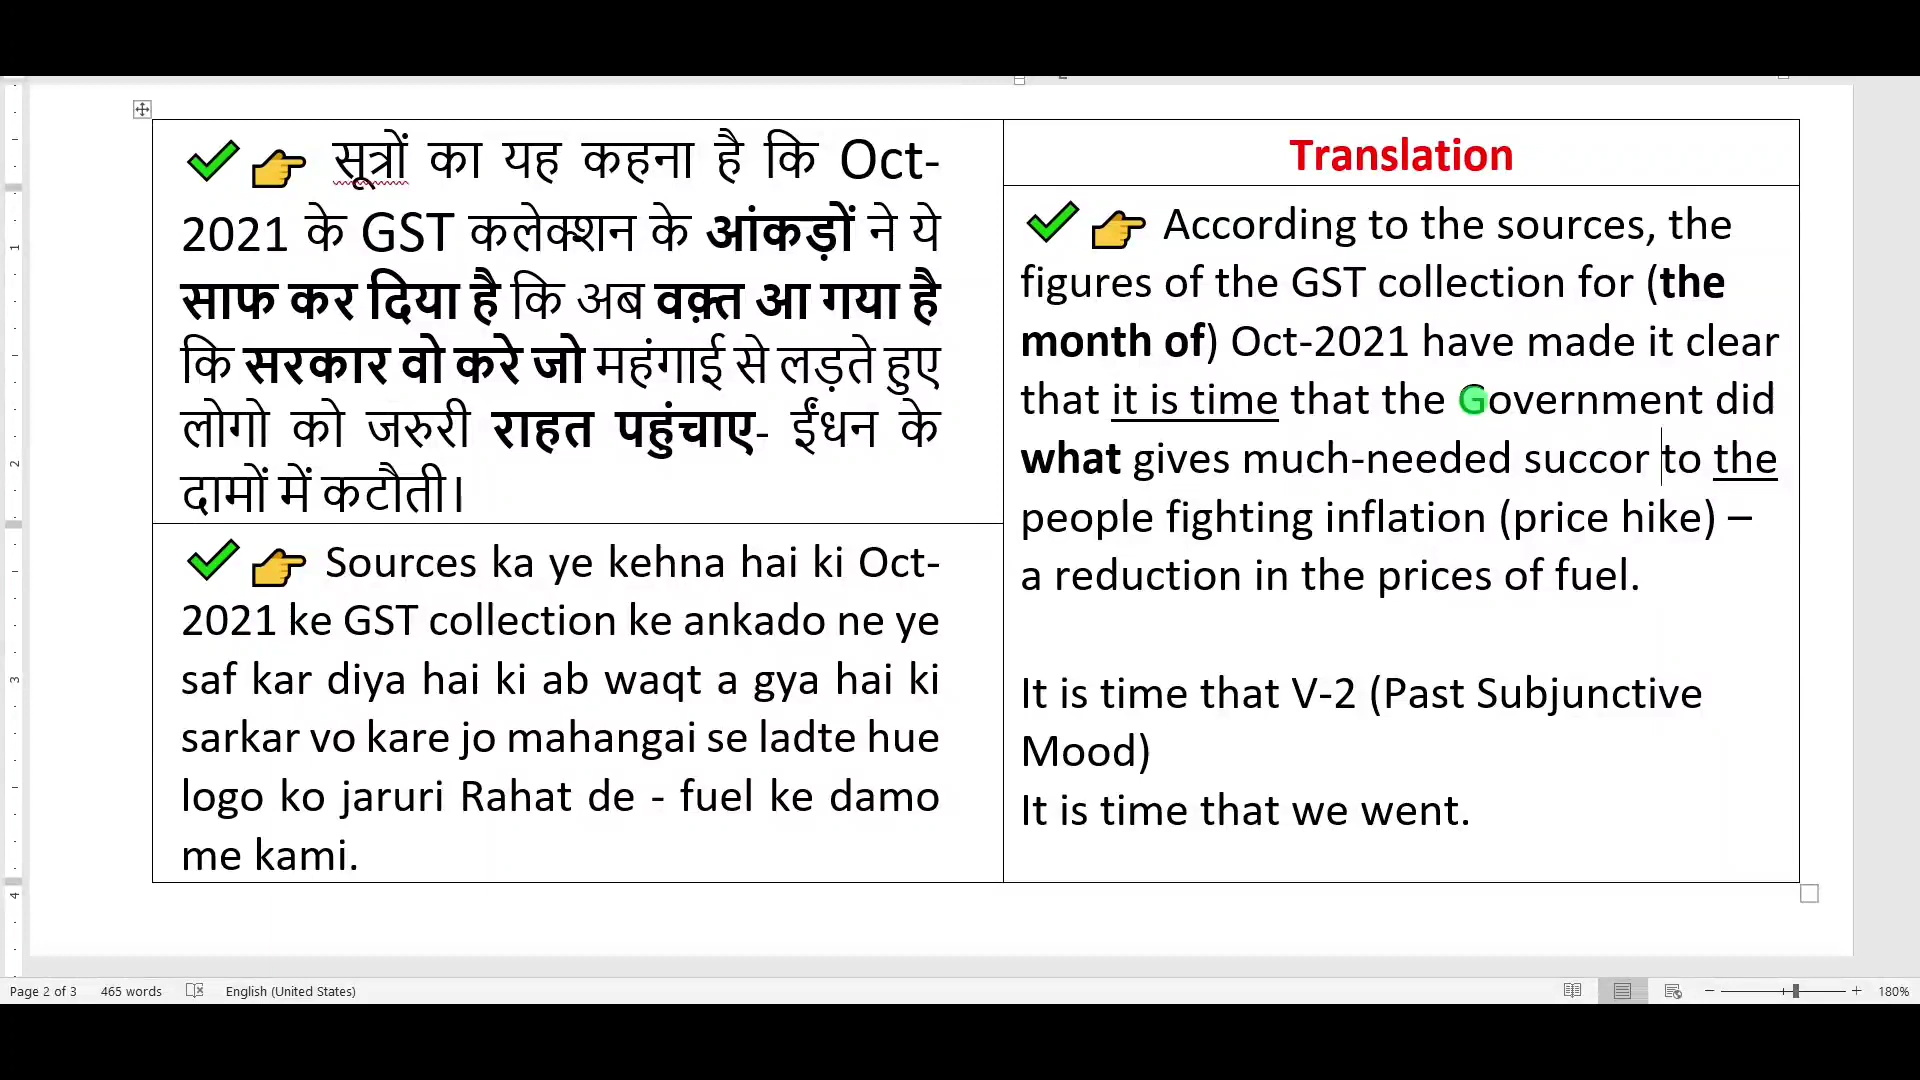 सूत्रों का यह कहना है कि Oct-
2021 के GST कलेक्शन के आंकड़ों ने ये
साफ कर दिया है कि अब वक़्त आ गया है
कि सरकार वो करे जो महंगाई से लड़ते हुए
लोगो को जरुरी राहत पहुंचाए- ईंधन के
दामों में कटौती।
Sources ka ye kehna hai ki Oct-
2021 ke GST collection ke ankado ne ye
saf kar diya hai ki ab waqt a gya hai ki
sarkar vo kare jo mahangai se ladte hue
logo ko jaruri Rahat de - fuel ke damo
me kami.
Translation
According to the sources, the
figures of the GST collection for (the
month of) Oct-2021 have made it clear
that it is time that the Government did
what gives much-needed succor to the
people fighting inflation (price hike) –
a reduction in the prices of fuel.
It is time that V-2 (Past Subjunctive
Mood)
It is time that we went.
1
2
3
4
Page 2 of 3 465 words English (United States) 180%